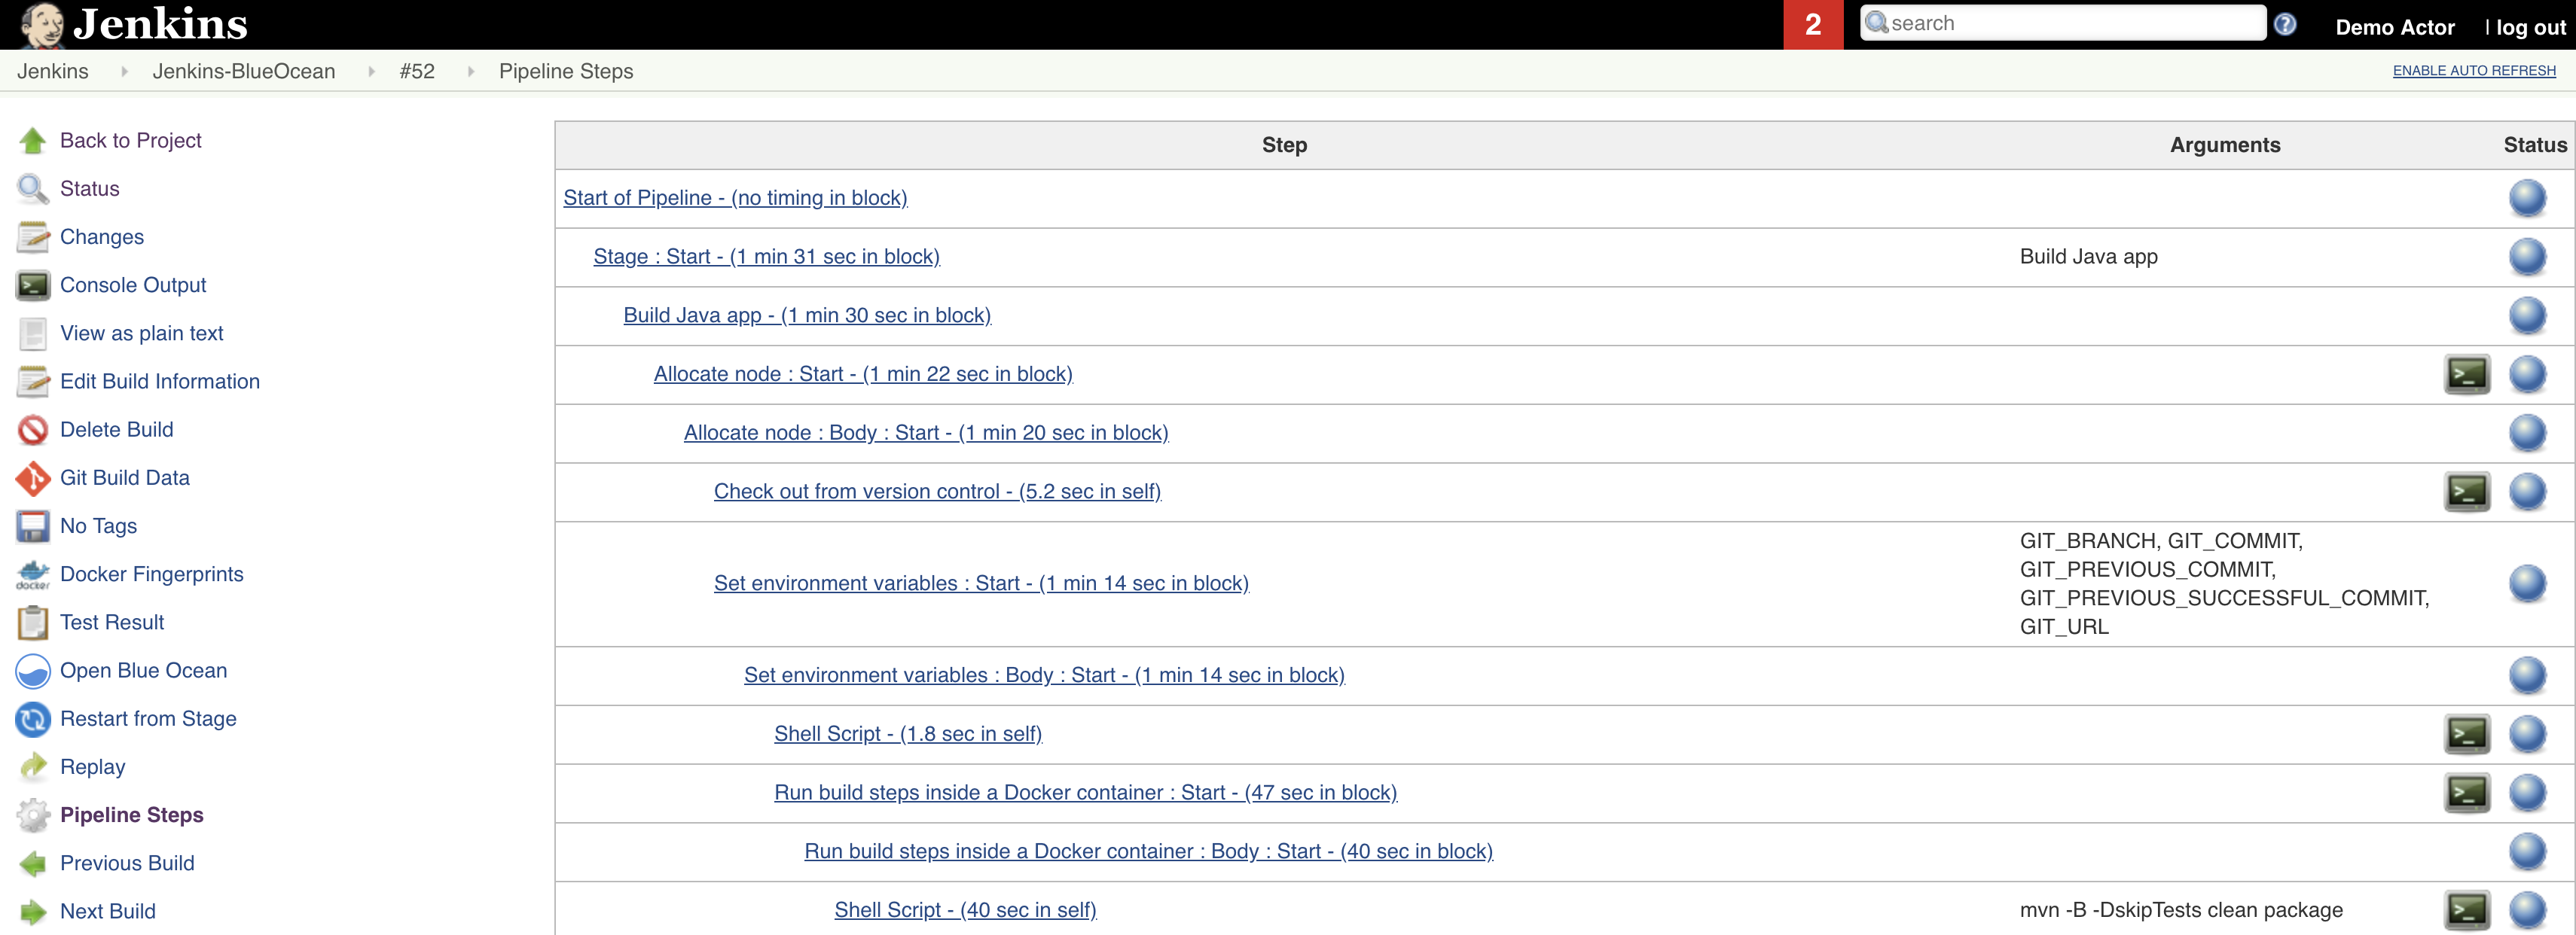 Jenkins
2
search
Demo Actor
| log out
Jenkins
Jenkins-BlueOcean
#52
Pipeline Steps
ENABLE AUTO REFRESH
Back to Project
Status
Changes
Console Output
View as plain text
Edit Build Information
Delete Build
Git Build Data
No Tags
docker
Docker Fingerprints
Test Result
Open Blue Ocean
Restart from Stage
Replay
Pipeline Steps
Previous Build
Next Build
Step
Arguments
Status
Start of Pipeline - (no timing in block)
Stage : Start - (1 min 31 sec in block)
Build Java app
Build Java app - (1 min 30 sec in block)
Allocate node : Start - (1 min 22 sec in block)
Allocate node : Body : Start - (1 min 20 sec in block)
Check out from version control - (5.2 sec in self)
Set environment variables : Start - (1 min 14 sec in block)
GIT_BRANCH, GIT_COMMIT,
GIT_PREVIOUS_COMMIT,
GIT_PREVIOUS_SUCCESSFUL_COMMIT,
GIT_URL
Set environment variables : Body : Start - (1 min 14 sec in block)
Shell Script - (1.8 sec in self)
Run build steps inside a Docker container : Start - (47 sec in block)
Run build steps inside a Docker container : Body : Start - (40 sec in block)
Shell Script - (40 sec in self)
mvn -B -DskipTests clean package